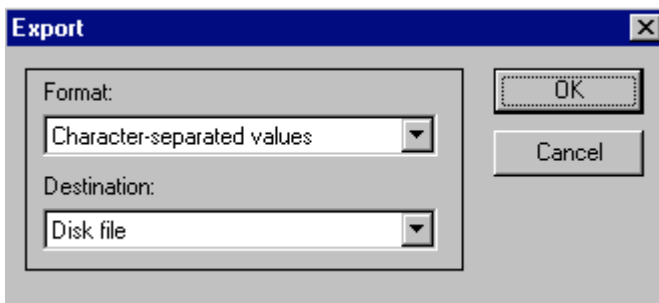 Export
Format:
OK
Character-separated values
Cancel
Destination:
Disk file